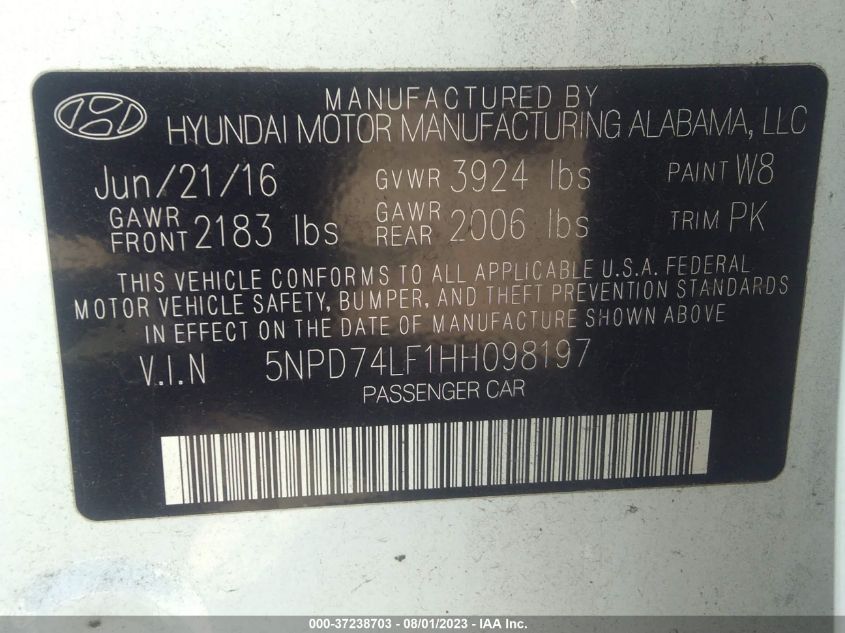 MANUFACTURED BY
HYUNDAI MOTOR MANUFACTURING ALABAMA, LLC
Jun/21/16 GVWR 3924 lbs PAINT W8
GAWR FRONT 2183 lbs GAWR REAR 2006 lbs TRIM PK
THIS VEHICLE CONFORMS TO ALL APPLICABLE U.S.A. FEDERAL
MOTOR VEHICLE SAFETY, BUMPER, AND THEFT PREVENTION STANDARDS
IN EFFECT ON THE DATE OF MANUFACTURE SHOWN ABOVE
V.I.N 5NPD74LF1HH098197
PASSENGER CAR
000-37238703 - 08/01/2023 - IAA Inc.